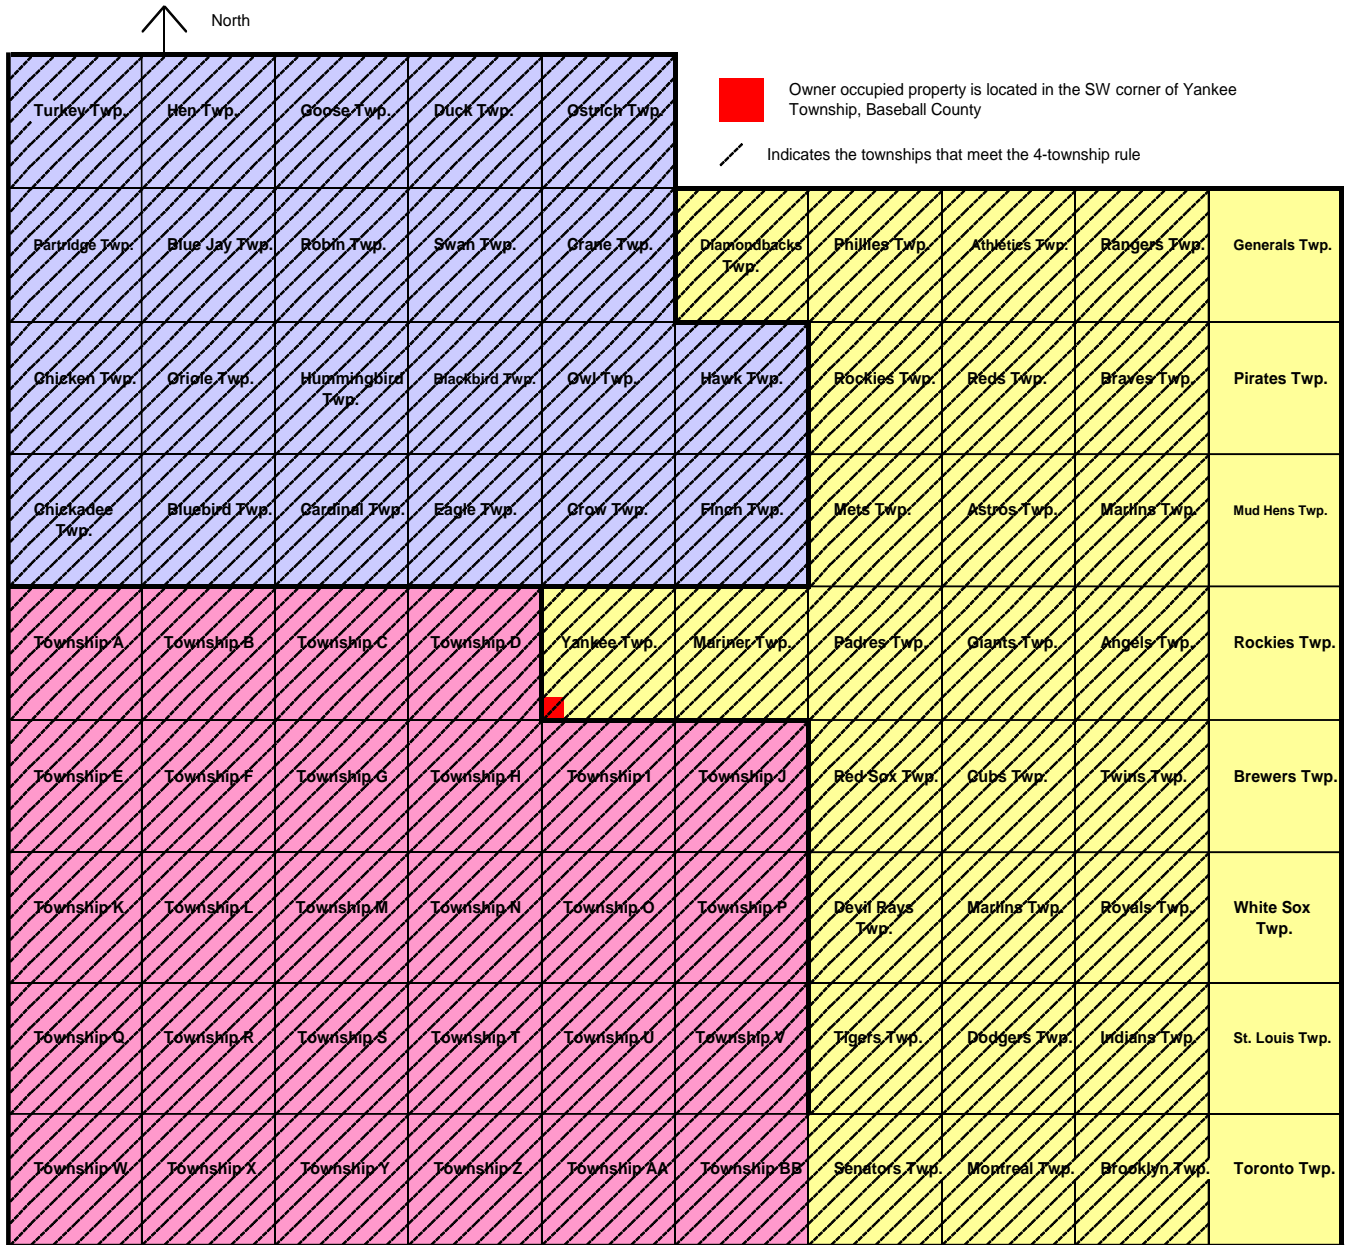 North
Owner occupied property is located in the SW corner of Yankee
Township, Baseball County
Indicates the townships that meet the 4-township rule
Turkey Twp.
Hen Twp.
Goose Twp.
Duck Twp.
Ostrich Twp.
Partridge Twp.
Blue Jay Twp.
Robin Twp.
Swan Twp.
Crane Twp.
Diamondbacks
Twp.
Phillies Twp.
Athletics Twp.
Rangers Twp.
Generals Twp.
Chicken Twp.
Oriole Twp.
Hummingbird
Twp.
Blackbird Twp.
Owl Twp.
Hawk Twp.
Rockies Twp.
Reds Twp.
Braves Twp.
Pirates Twp.
Chickadee
Twp.
Bluebird Twp.
Cardinal Twp.
Eagle Twp.
Crow Twp.
Finch Twp.
Mets Twp.
Astros Twp.
Marlins Twp.
Mud Hens Twp.
Township A
Township B
Township C
Township D
Yankee Twp.
Mariner Twp.
Padres Twp.
Giants Twp.
Angels Twp.
Rockies Twp.
Township E
Township F
Township G
Township H
Township I
Township J
Red Sox Twp.
Cubs Twp.
Twins Twp.
Brewers Twp.
Township K
Township L
Township M
Township N
Township O
Township P
Devil Rays
Twp.
Marlins Twp.
Royals Twp.
White Sox
Twp.
Township Q
Township R
Township S
Township T
Township U
Township V
Tigers Twp.
Dodgers Twp.
Indians Twp.
St. Louis Twp.
Township W
Township X
Township Y
Township Z
Township AA
Township BB
Senators Twp.
Montreal Twp.
Brooklyn Twp.
Toronto Twp.